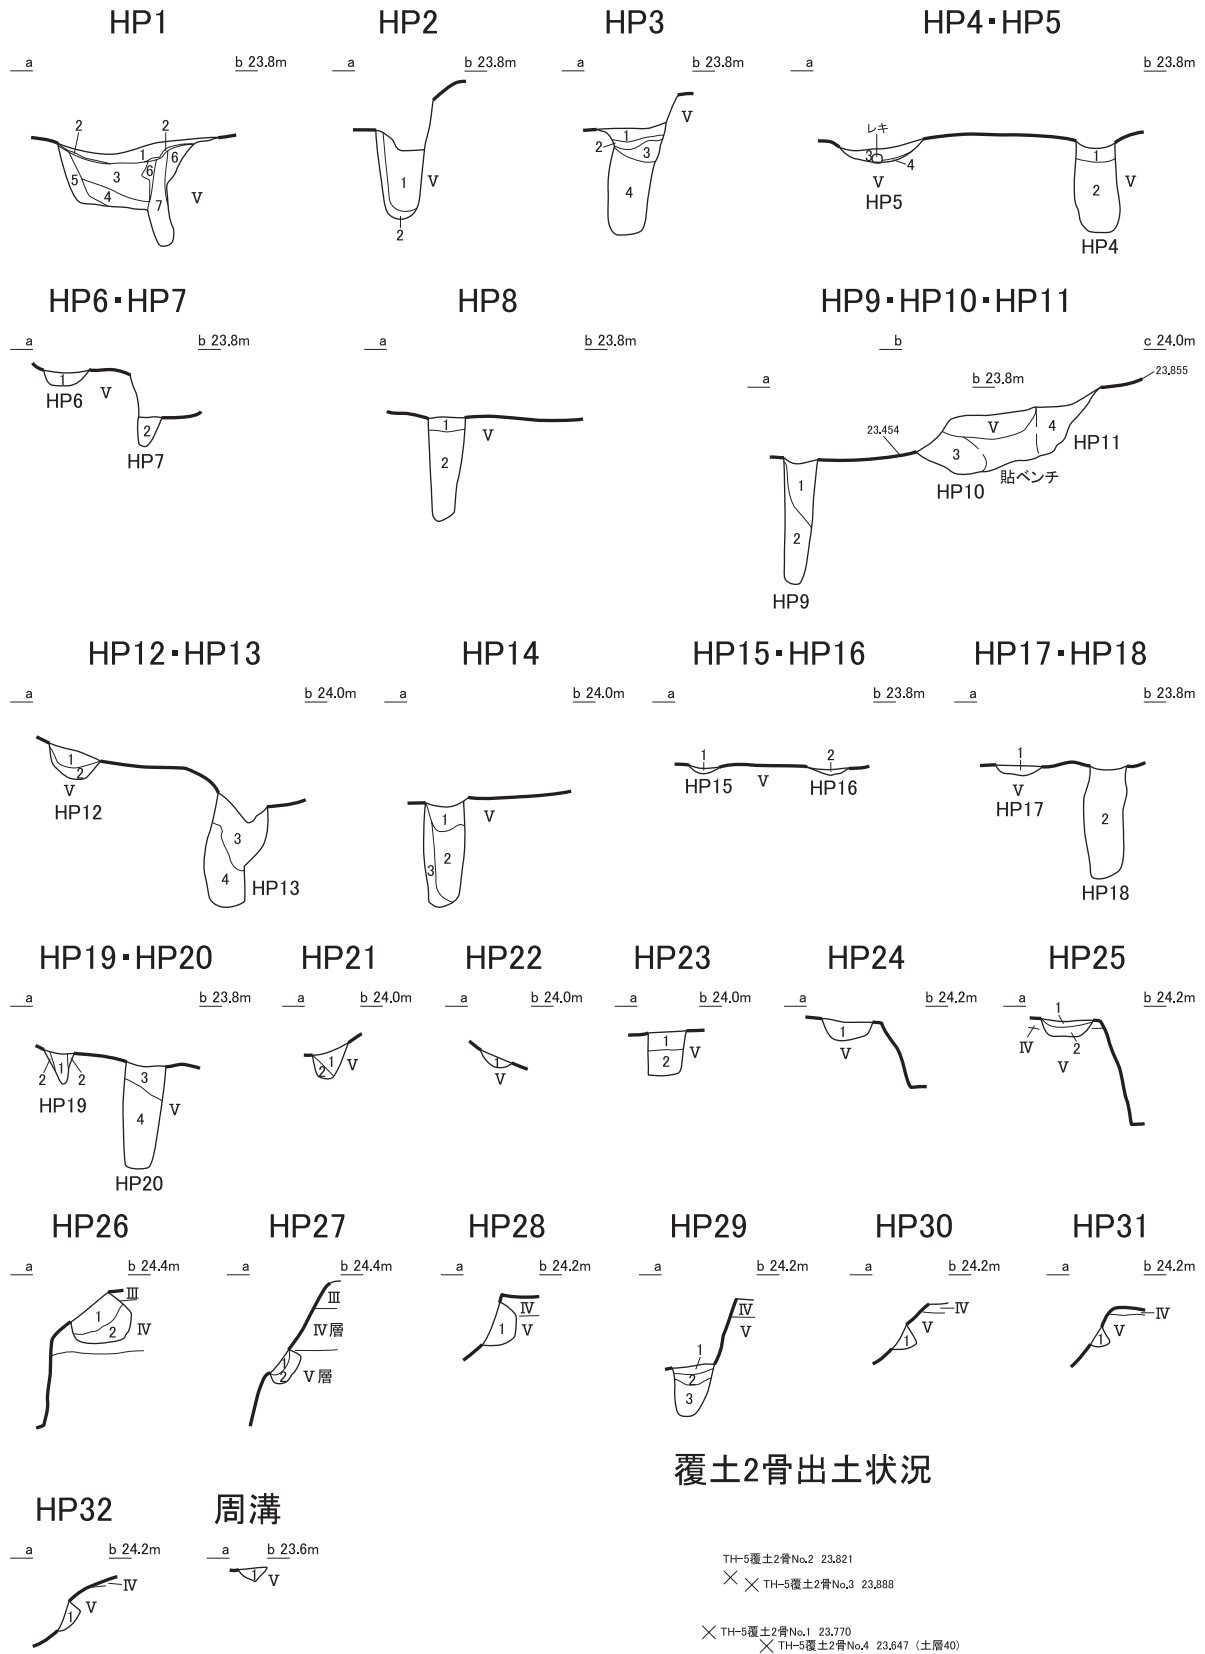 HP1
a
b 23.8m
2
2
1
6
6
3
5
4
7
Ⅴ
HP2
a
b 23.8m
1
Ⅴ
2
HP3
a
b 23.8m
Ⅴ
1
2
3
4
HP4・HP5
a
b 23.8m
レキ
3
4
Ⅴ
HP5
1
2
Ⅴ
HP4
HP6・HP7
a
b 23.8m
1
Ⅴ
HP6
2
HP7
HP8
a
b 23.8m
1
Ⅴ
2
HP9・HP10・HP11
b
c 24.0m
a
b 23.8m
23.855
23.454
Ⅴ
4
3
HP11
HP10
貼ベンチ
1
2
HP9
HP12・HP13
a
b 24.0m
1
2
Ⅴ
HP12
3
4
HP13
HP14
a
b 24.0m
1
Ⅴ
2
3
HP15・HP16
a
b 23.8m
1
2
HP15
Ⅴ
HP16
HP17・HP18
a
b 23.8m
1
Ⅴ
HP17
2
HP18
HP19・HP20
a
b 23.8m
1
2
2
HP19
3
4
Ⅴ
HP20
HP21
a
b 24.0m
1
2
Ⅴ
HP22
a
b 24.0m
1
Ⅴ
HP23
a
b 24.0m
1
2
Ⅴ
HP24
a
b 24.2m
1
Ⅴ
HP25
a
b 24.2m
1
Ⅳ
2
Ⅴ
HP26
a
b 24.4m
Ⅲ
1
2
Ⅳ
HP27
a
b 24.4m
Ⅲ
Ⅳ層
1
2
Ⅴ層
HP28
a
b 24.2m
Ⅳ
1
Ⅴ
HP29
a
b 24.2m
Ⅳ
Ⅴ
1
2
3
HP30
a
b 24.2m
Ⅳ
1
Ⅴ
HP31
a
b 24.2m
Ⅳ
1
Ⅴ
HP32
a
b 24.2m
Ⅳ
1
Ⅴ
周溝
a
b 23.6m
1
Ⅴ
覆土2骨出土状況
TH-5覆土2骨No.2 23.821
TH-5覆土2骨No.3 23.888
TH-5覆土2骨No.1 23.770
TH-5覆土2骨No.4 23.647（土層40）